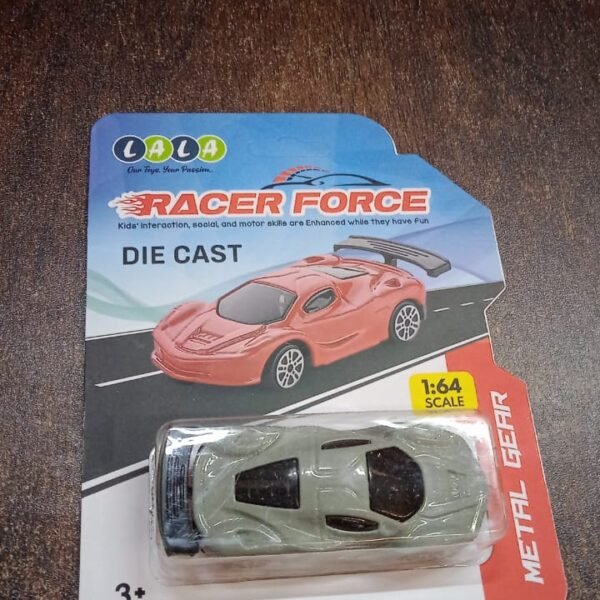 LALA
Our Toys. Your Passion..
RACER FORCE
Kids' interaction, social, and motor skills are Enhanced while they have Fun
DIE CAST
1:64
SCALE
METAL GEAR
3+